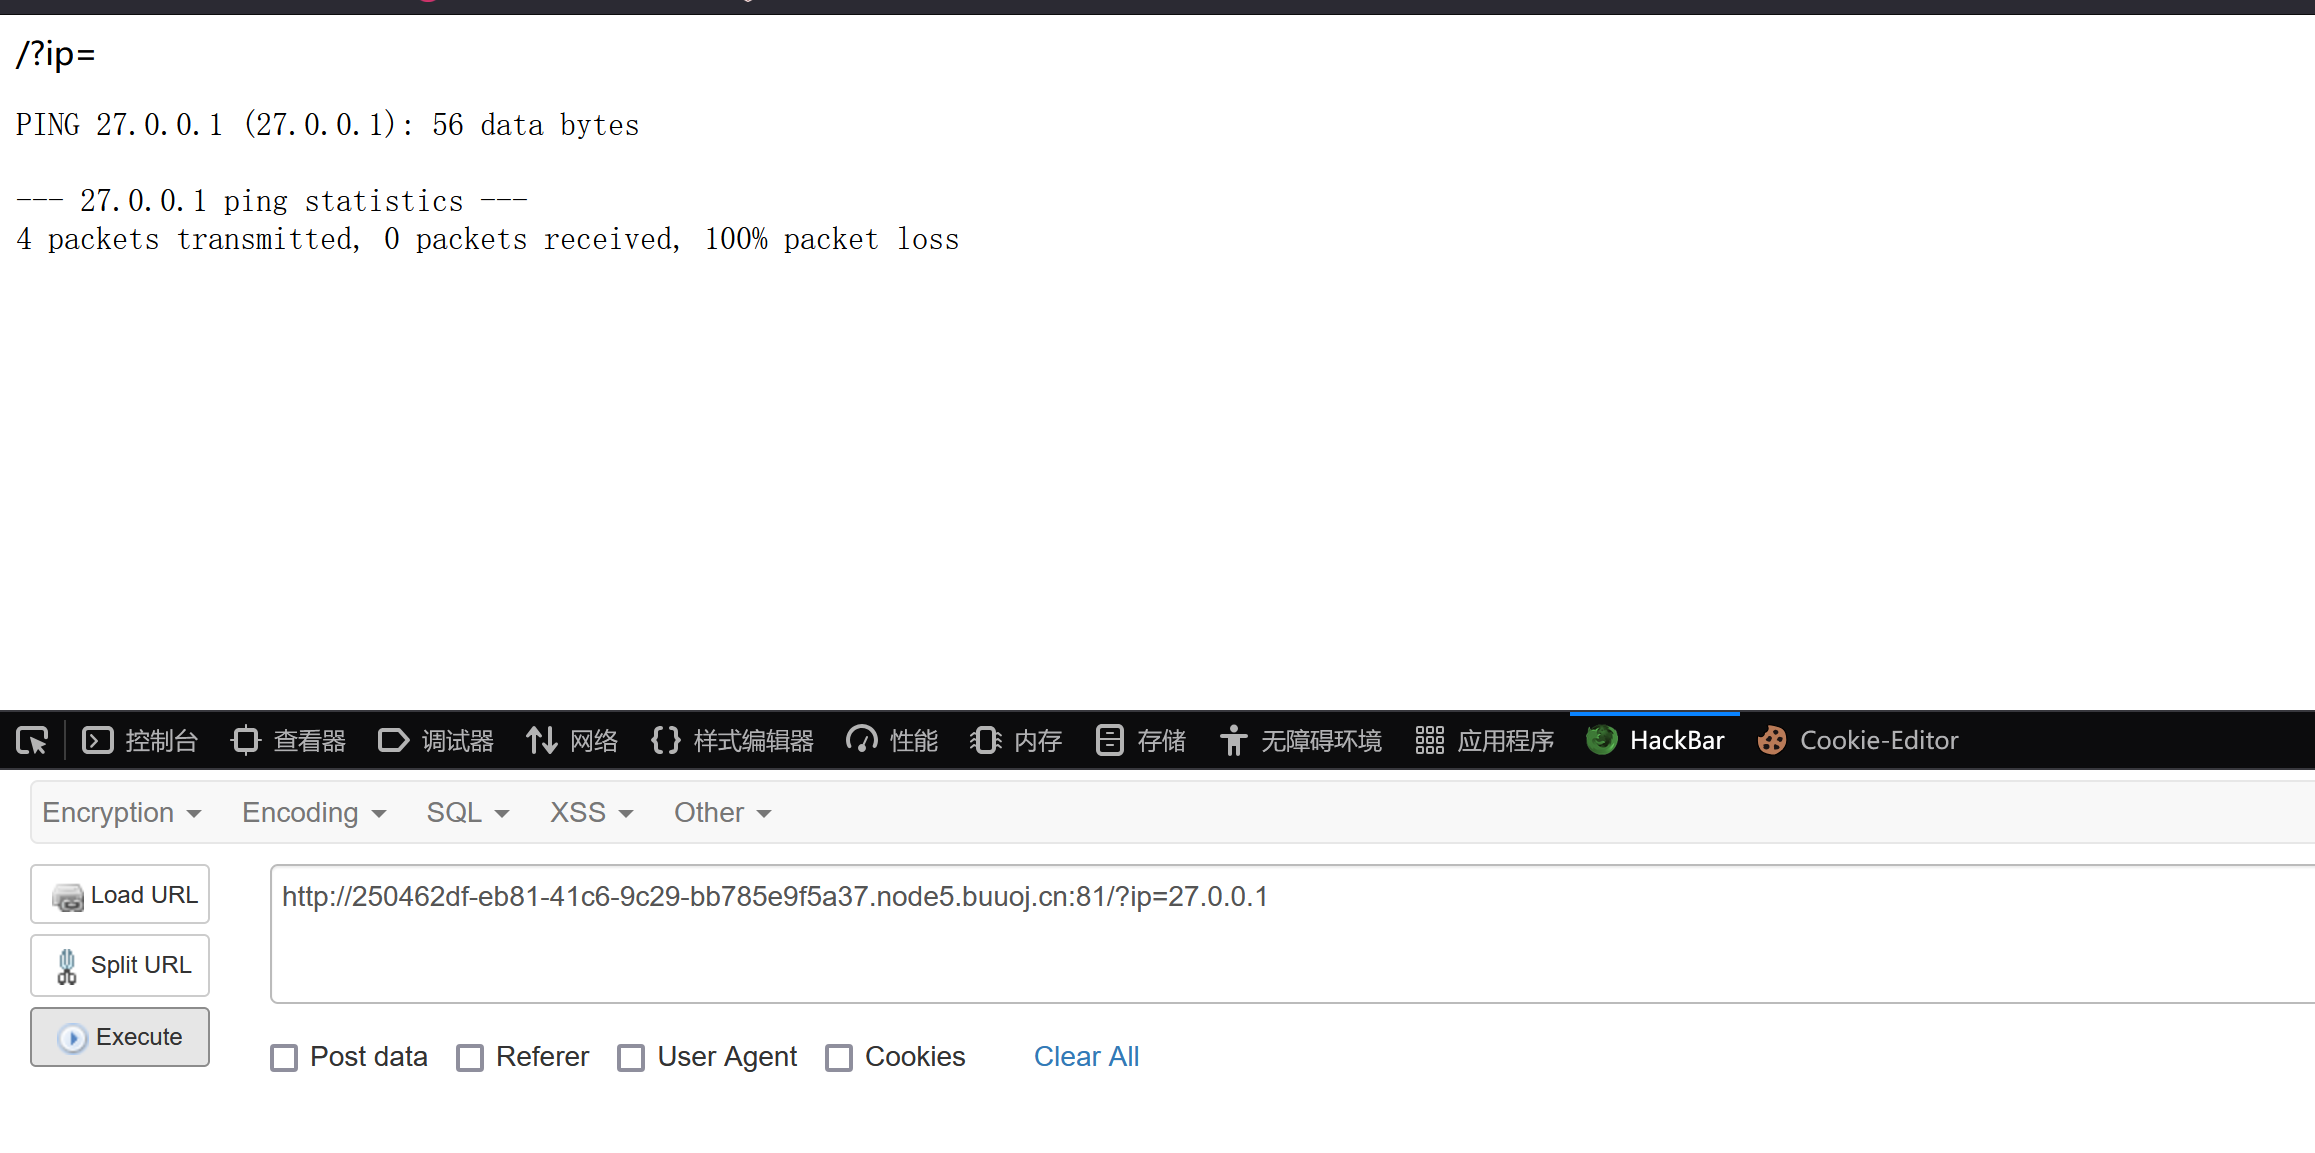 /?ip=
PING 27.0.0.1 (27.0.0.1): 56 data bytes
--- 27.0.0.1 ping statistics ---
4 packets transmitted, 0 packets received, 100% packet loss
控制台 查看器 调试器 网络 样式编辑器 性能 内存 存储 无障碍环境 应用程序 HackBar Cookie-Editor
Encryption Encoding SQL XSS Other
Load URL
http://250462df-eb81-41c6-9c29-bb785e9f5a37.node5.buuoj.cn:81/?ip=27.0.0.1
Split URL
Execute
Post data Referer User Agent Cookies Clear All